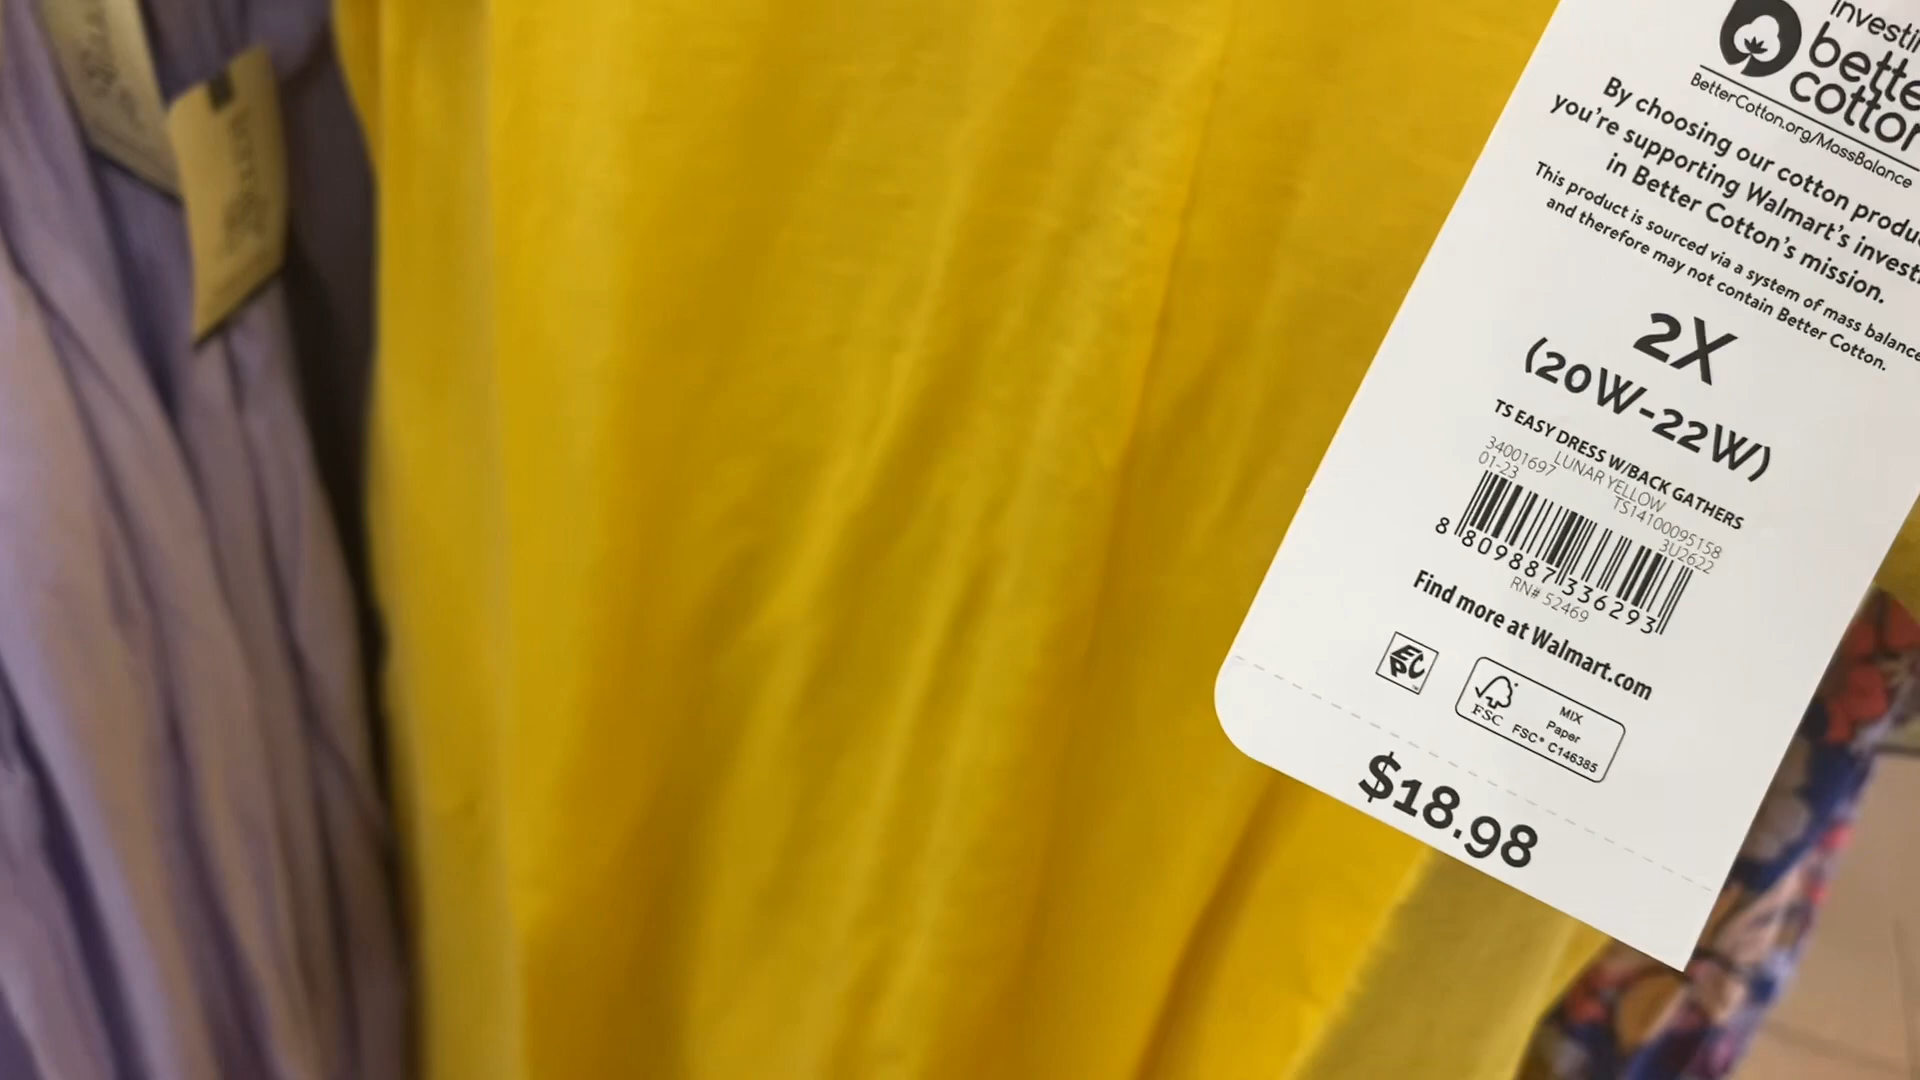 investi
bette
cotto
BetterCotton.org/MassBalance
By choosing our cotton produ
you're supporting Walmart's invest
in Better Cotton's mission.
This product is sourced via a system of mass balance
and therefore may not contain Better Cotton.
2X
(20W-22W)
TS EASY DRESS W/BACK GATHERS
34001697 LUNAR YELLOW TS14100095158
01-23 3U2622
8 809887 336293
RN# 52469
Find more at Walmart.com
EPC
FSC MIX
Paper
FSC® C146385
$18.98